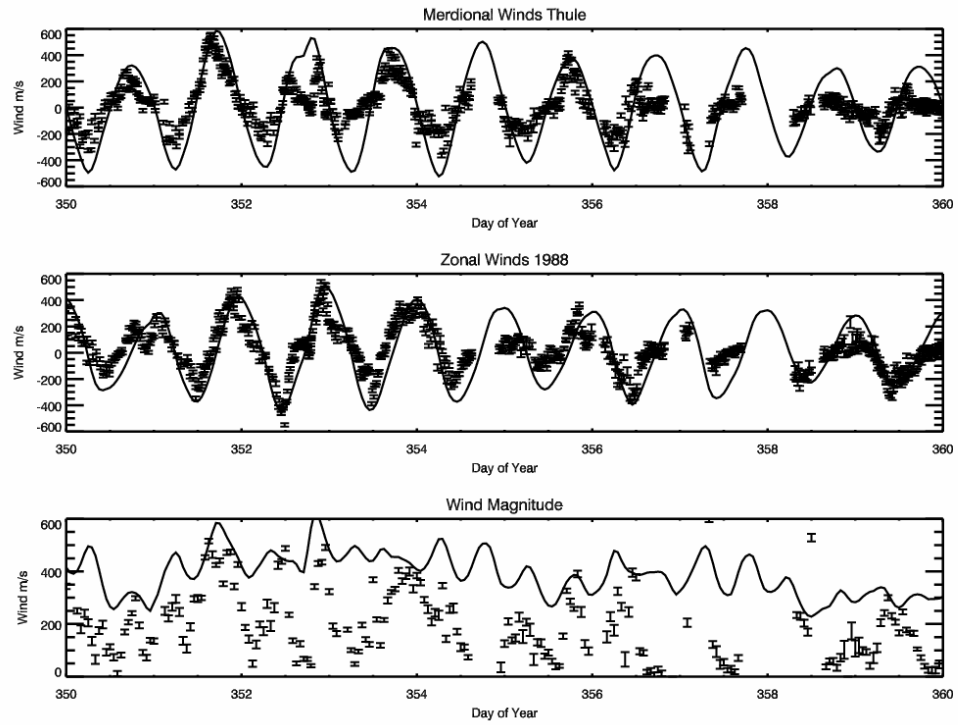 Merdional Winds Thule
600
400
200
0
-200
-400
-600
Wind m/s
350 352 354 356 358 360
Day of Year
Zonal Winds 1988
600
400
200
0
-200
-400
-600
Wind m/s
350 352 354 356 358 360
Day of Year
Wind Magnitude
600
400
200
0
Wind m/s
350 352 354 356 358 360
Day of Year